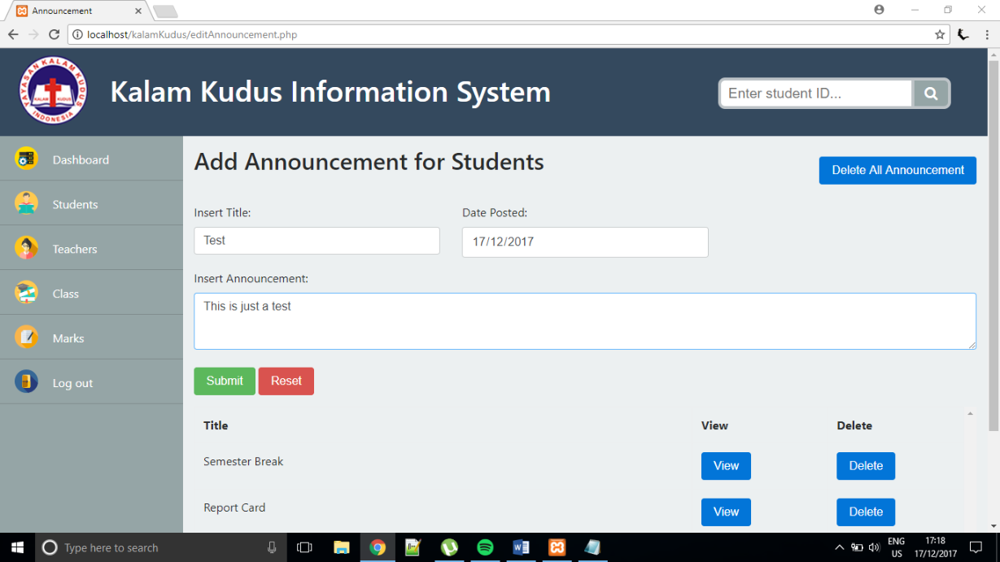 Announcement
localhost/kalamKudus/editAnnouncement.php
YAYASAN KALAM KUDUS
KALAM KUDUS
INDONESIA
Kalam Kudus Information System
Enter student ID...
Dashboard
Students
Teachers
Class
Marks
Log out
Add Announcement for Students
Delete All Announcement
Insert Title:
Date Posted:
Test
17/12/2017
Insert Announcement:
This is just a test
Submit Reset
Title View Delete
Semester Break View Delete
Report Card View Delete
Type here to search
ENG
US
17:18
17/12/2017